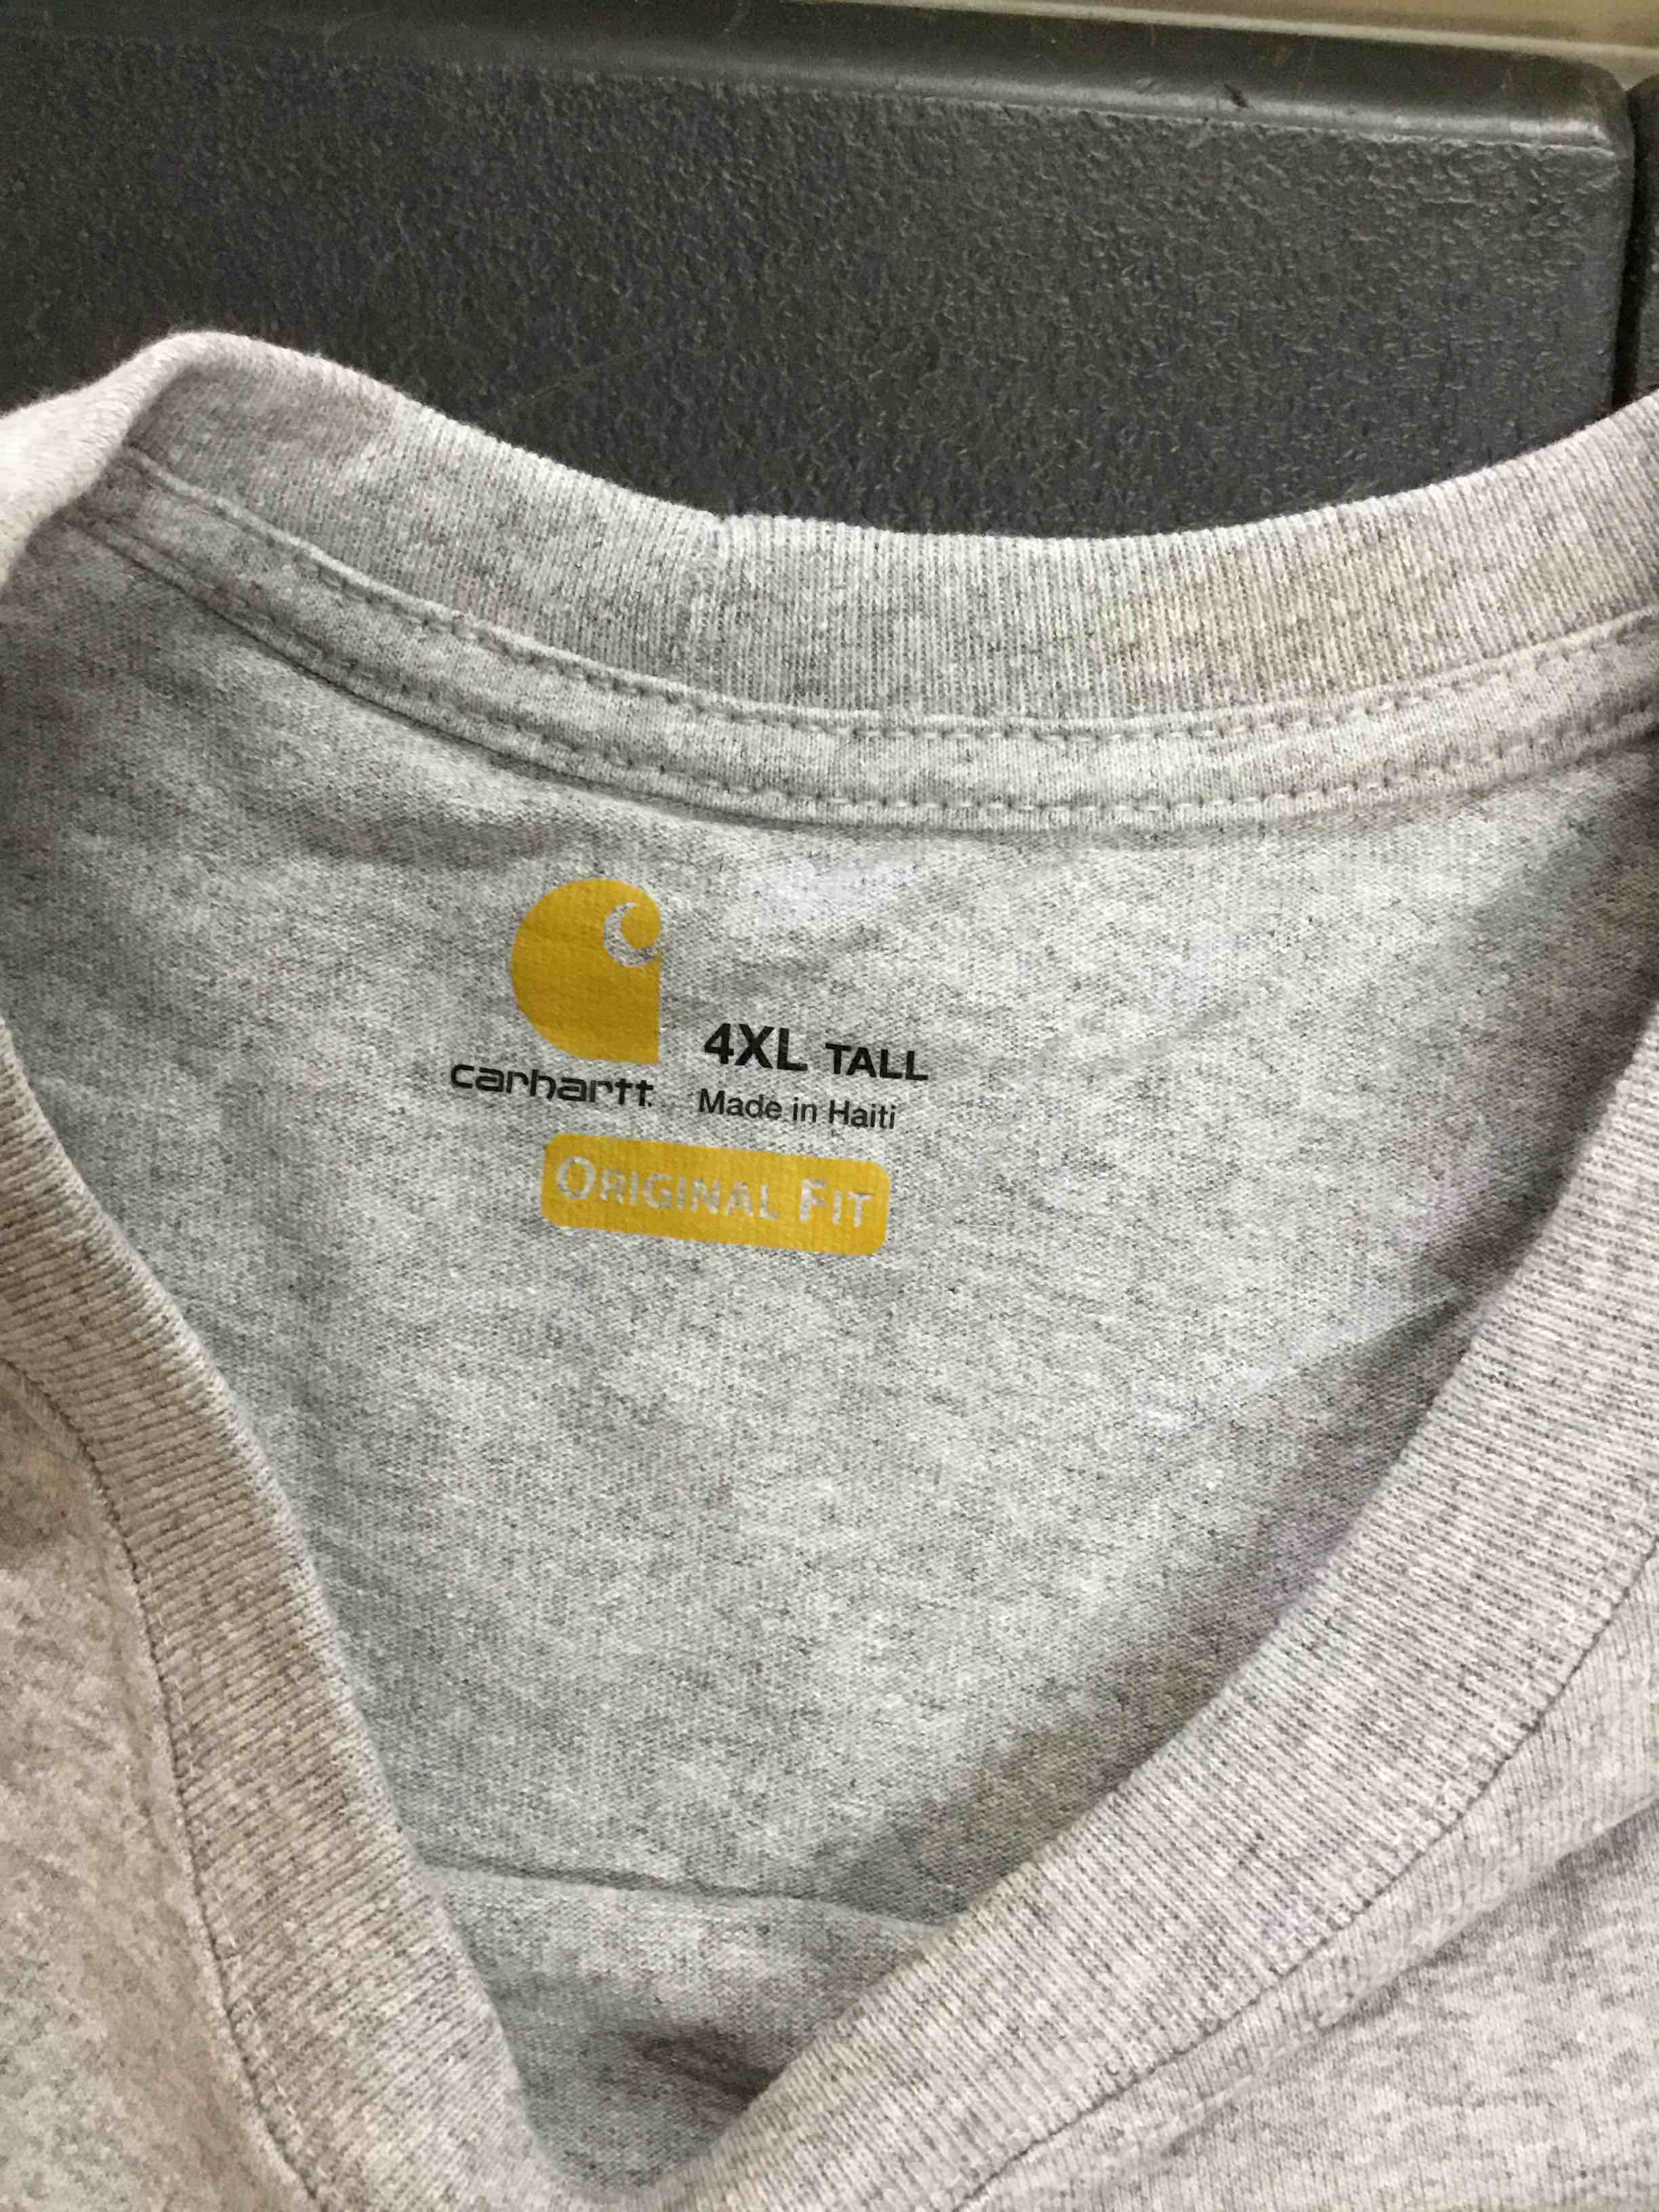 4XL TALL
carhartt.
Made in Haiti
ORIGINAL FIT